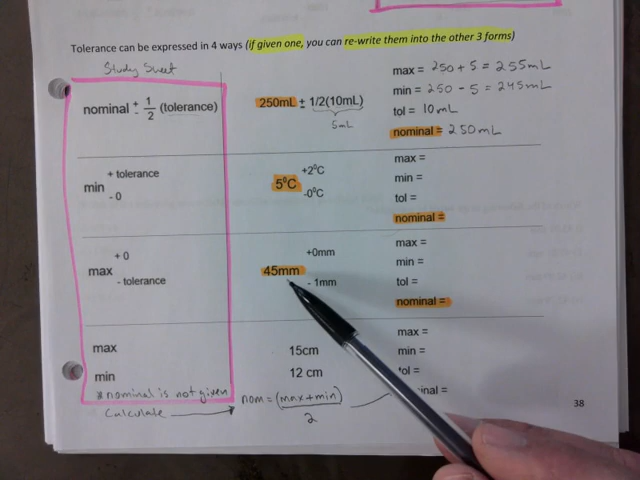 Tolerance can be expressed in 4 ways (if given one, you can re-write them into the other 3 forms)
Study Sheet
nominal ± 1/2 (tolerance)
250mL ± 1/2(10mL)
5mL
max = 250 + 5 = 255mL
min = 250 - 5 = 245mL
tol = 10mL
nominal = 250mL
+ tolerance
min
- 0
+2°C
5°C
-0°C
max =
min =
tol =
nominal =
+ 0
max
- tolerance
+0mm
45mm
- 1mm
max =
min =
tol =
nominal =
max
15cm
max =
min
12 cm
min =
tol =
* nominal is not given
inal =
Calculate
nom = (max+min)
2
38